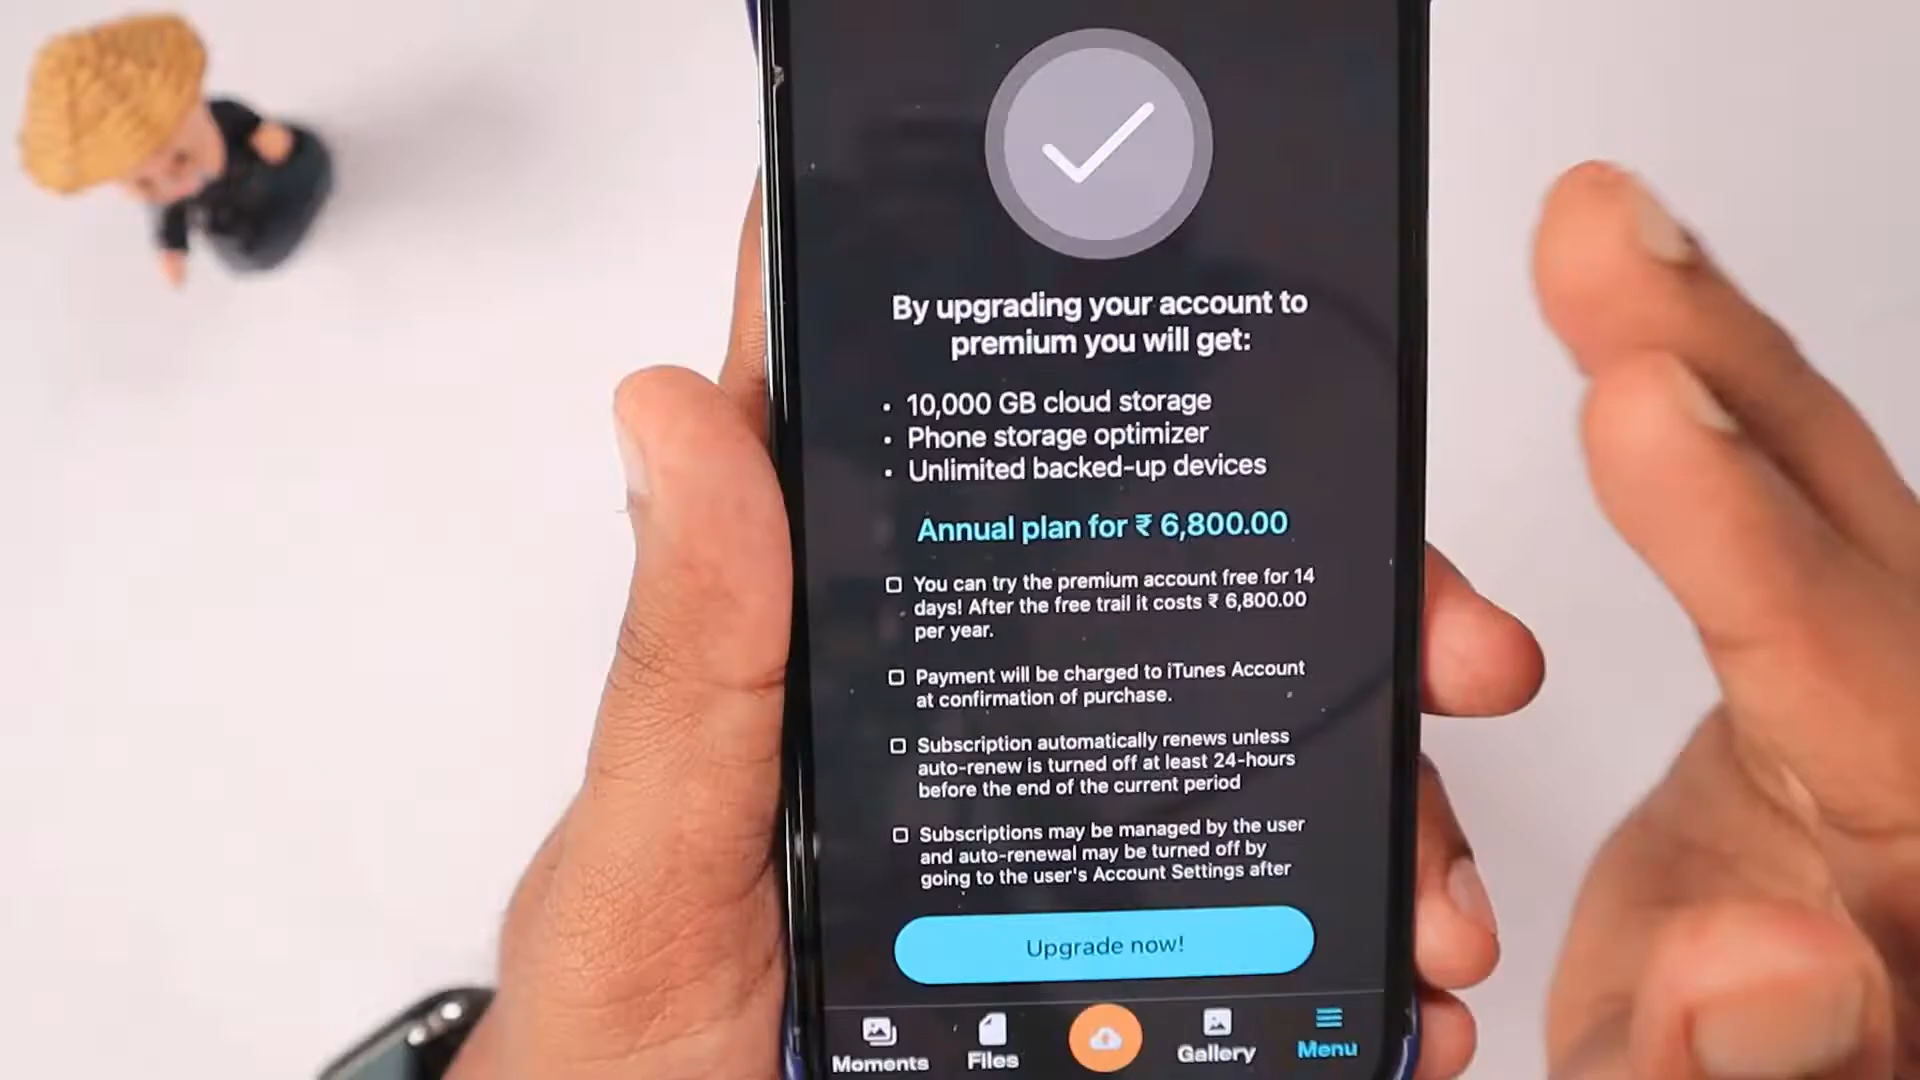 By upgrading your account to
premium you will get:
• 10,000 GB cloud storage
• Phone storage optimizer
• Unlimited backed-up devices
Annual plan for ₹ 6,800.00
You can try the premium account free for 14
days! After the free trail it costs ₹ 6,800.00
per year.
Payment will be charged to iTunes Account
at confirmation of purchase.
Subscription automatically renews unless
auto-renew is turned off at least 24-hours
before the end of the current period
Subscriptions may be managed by the user
and auto-renewal may be turned off by
going to the user's Account Settings after
Upgrade now!
Moments Files Gallery Menu